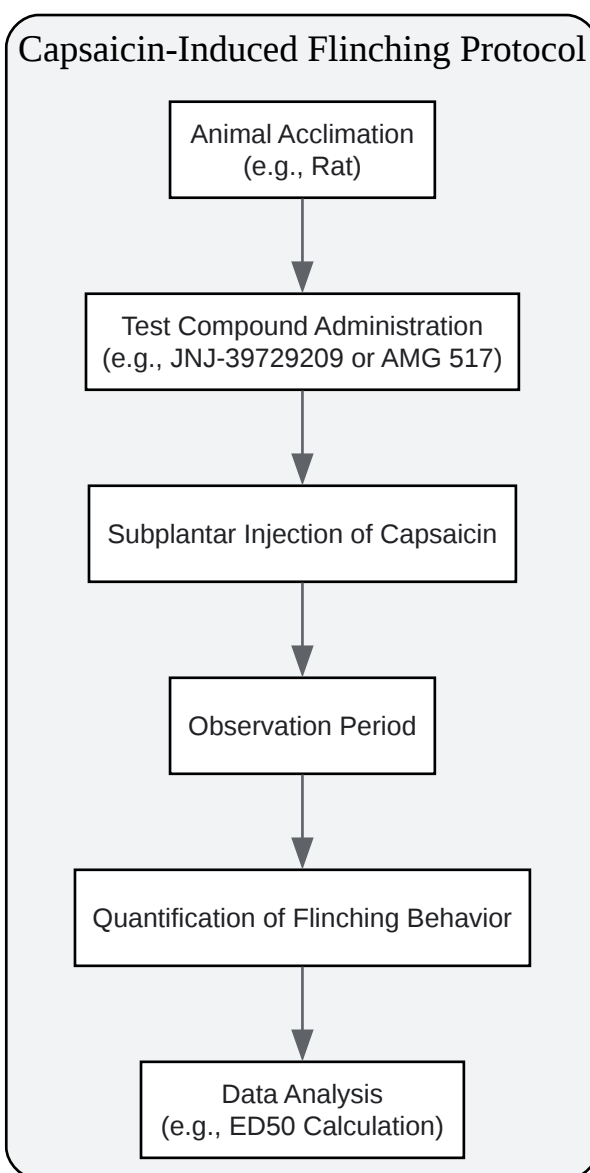 Capsaicin-Induced Flinching Protocol
Animal Acclimation
(e.g., Rat)
Test Compound Administration
(e.g., JNJ-39729209 or AMG 517)
Subplantar Injection of Capsaicin
Observation Period
Quantification of Flinching Behavior
Data Analysis
(e.g., ED50 Calculation)